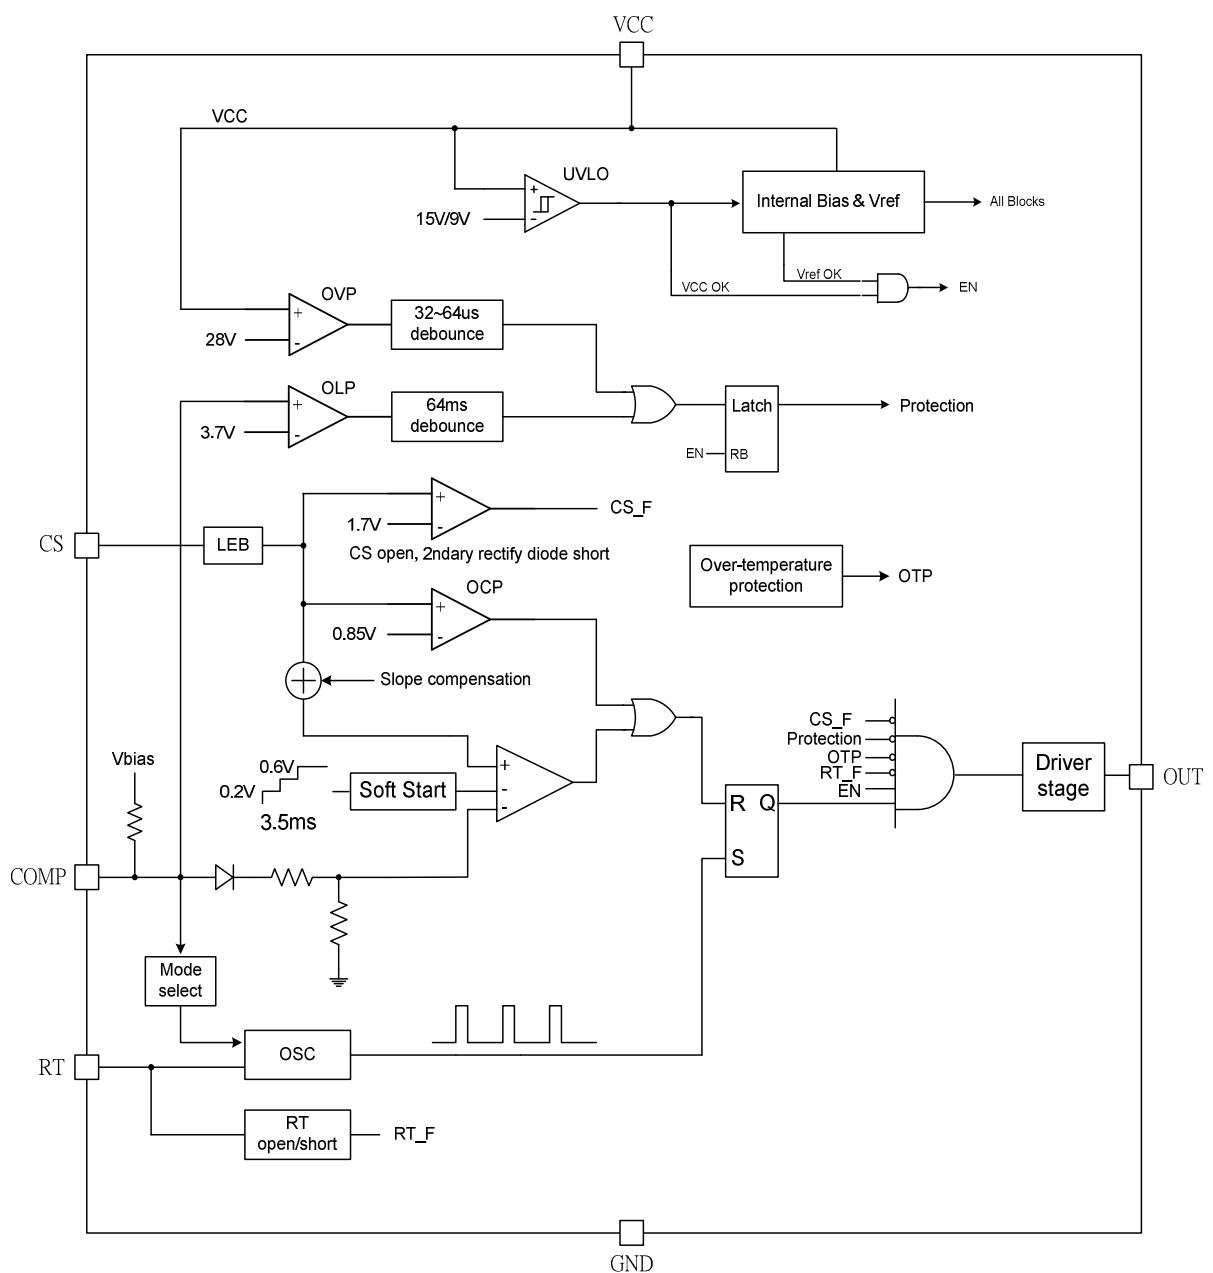 VCC
VCC
UVLO
+
-
15V/9V
Internal Bias & Vref
All Blocks
Vref OK
VCC OK
EN
OVP
+
-
28V
32~64us
debounce
OLP
+
-
3.7V
64ms
debounce
Latch
EN
RB
Protection
+
-
1.7V
CS_F
CS open, 2ndary rectify diode short
CS
LEB
Over-temperature
protection
OTP
OCP
+
-
0.85V
Slope compensation
CS_F
Protection
OTP
RT_F
EN
Driver
stage
OUT
Vbias
0.6V
0.2V
3.5ms
Soft Start
+
-
-
R
Q
S
COMP
Mode
select
RT
OSC
RT
open/short
RT_F
GND